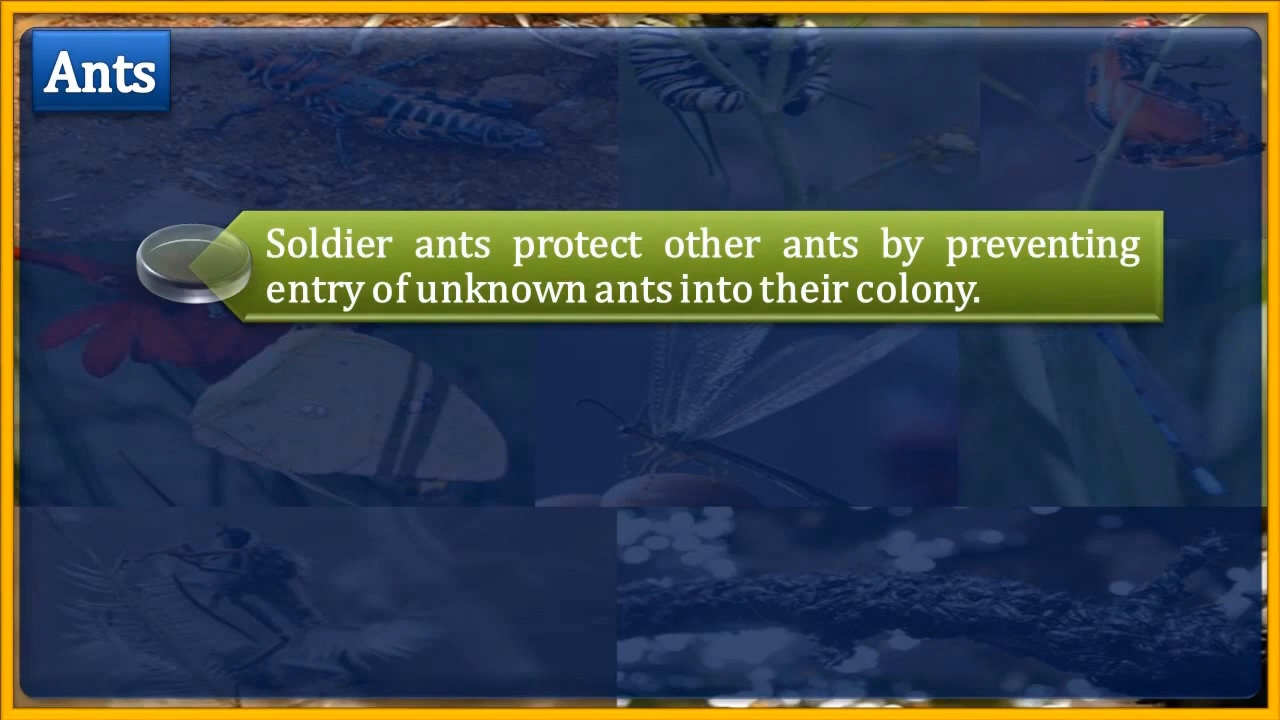 Ants
Soldier ants protect other ants by preventing
entry of unknown ants into their colony.